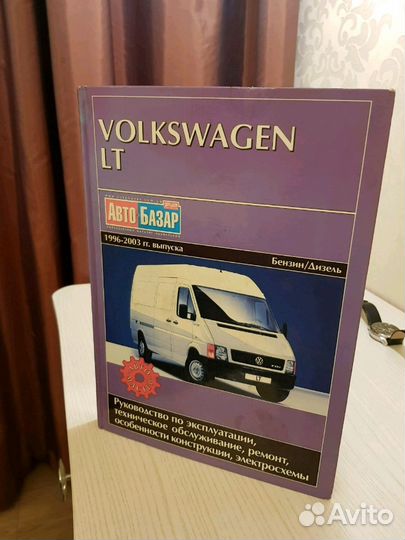 VOLKSWAGEN
LT
АВТО БАЗАР
1996-2003 гг. выпуска
Бензин/Дизель
LT
Руководство по эксплуатации,
техническое обслуживание, ремонт,
особенности конструкции, электросхемы
Avito